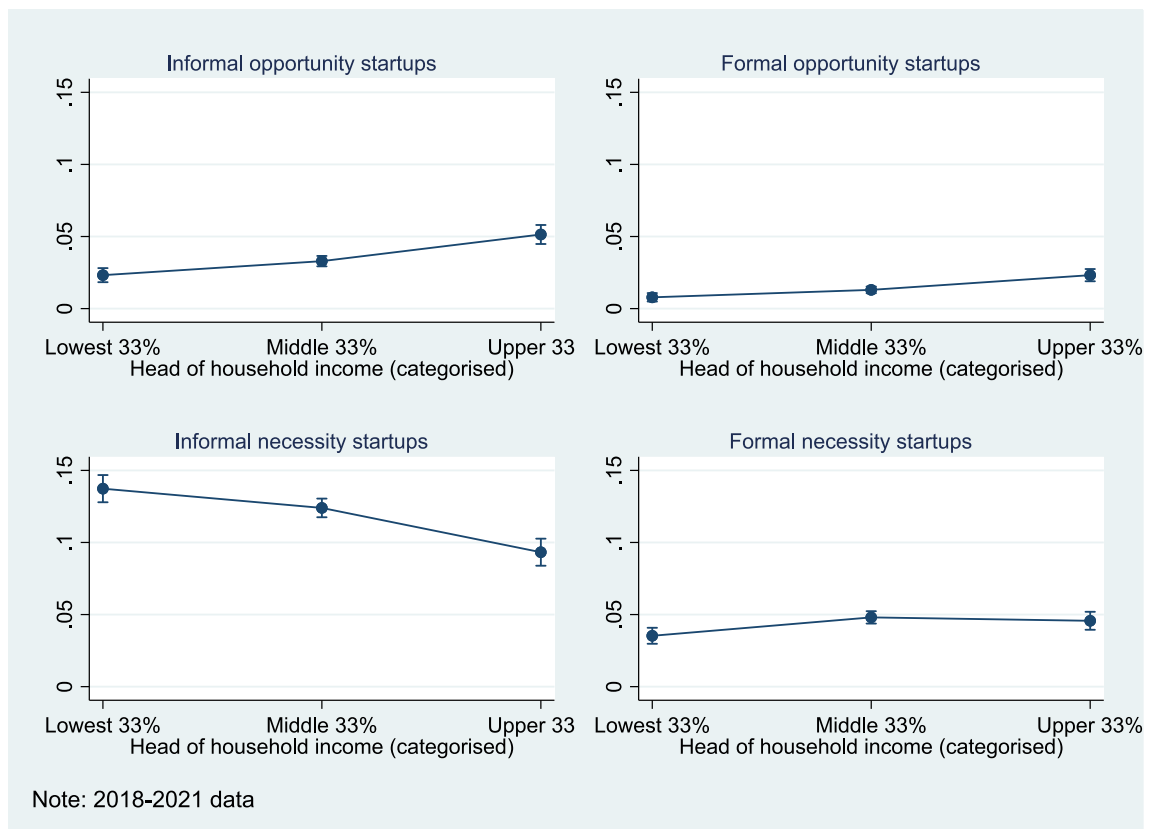 Informal opportunity startups
.15
.1
.05
0
Lowest 33%
Middle 33%
Upper 33
Head of household income (categorised)
Formal opportunity startups
.15
.1
.05
0
Lowest 33%
Middle 33%
Upper 33%
Head of household income (categorised)
Informal necessity startups
.15
.1
.05
0
Lowest 33%
Middle 33%
Upper 33
Head of household income (categorised)
Formal necessity startups
.15
.1
.05
0
Lowest 33%
Middle 33%
Upper 33%
Head of household income (categorised)
Note: 2018-2021 data